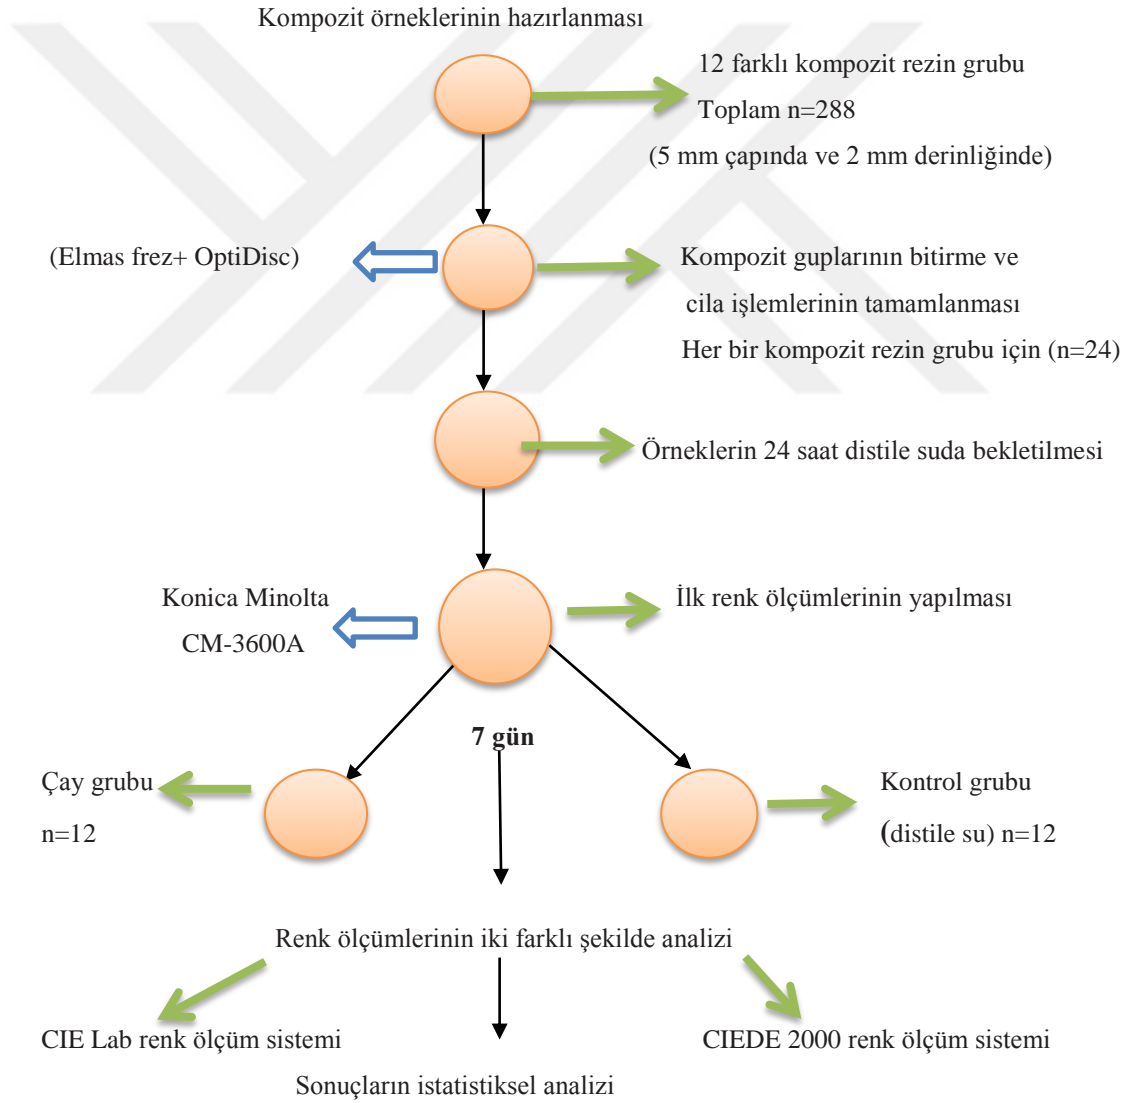 Kompozit örneklerinin hazırlanması
12 farklı kompozit rezin grubu
Toplam n=288
(5 mm çapında ve 2 mm derinliğinde)
(Elmas frez+ OptiDisc)
Kompozit guplarının bitirme ve
cila işlemlerinin tamamlanması
Her bir kompozit rezin grubu için (n=24)
Örneklerin 24 saat distile suda bekletilmesi
Konica Minolta
CM-3600A
İlk renk ölçümlerinin yapılması
7 gün
Çay grubu
n=12
Kontrol grubu
(distile su) n=12
Renk ölçümlerinin iki farklı şekilde analizi
CIE Lab renk ölçüm sistemi
CIEDE 2000 renk ölçüm sistemi
Sonuçların istatistiksel analizi